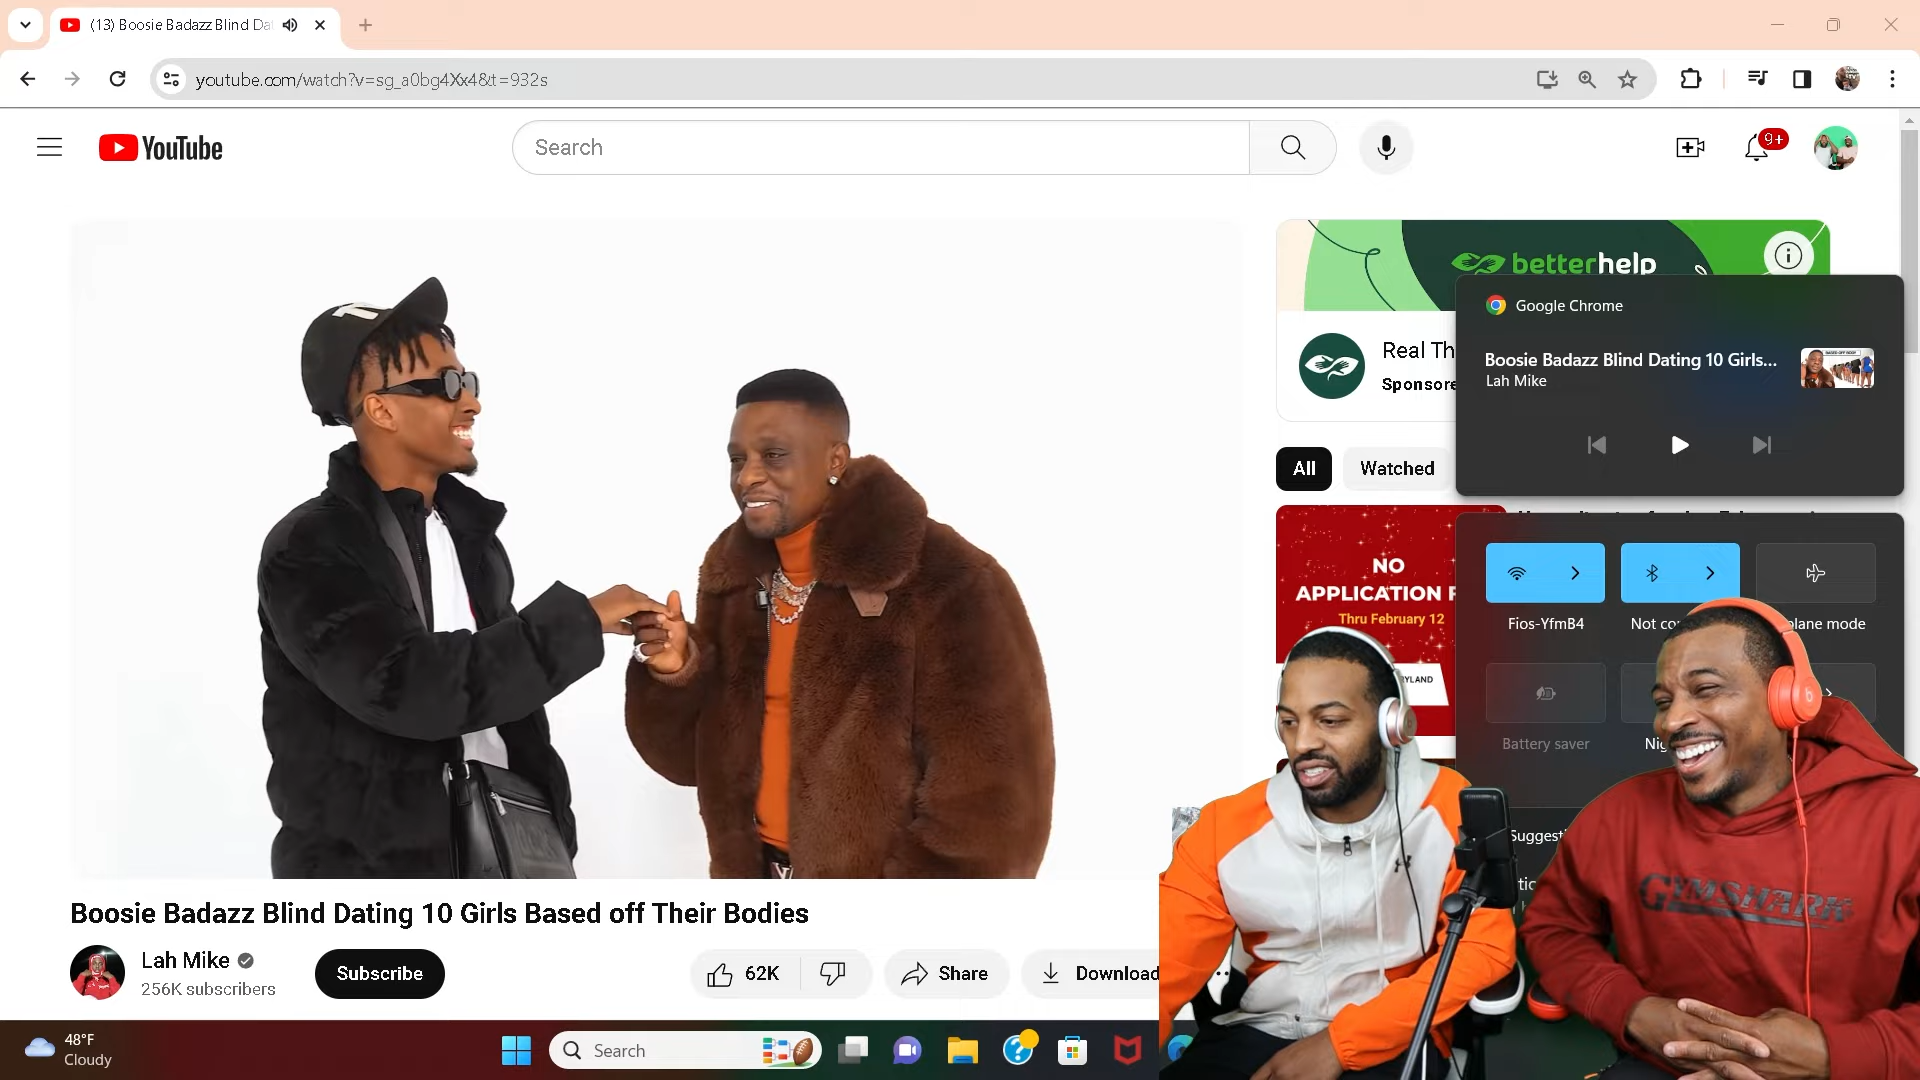 (13) Boosie Badazz Blind Da
youtube.com/watch?v=sg_a0bg4Xx4&t=932s
YouTube
Search
9+
betterhelp
Real Th
Sponsore
Google Chrome
Boosie Badazz Blind Dating 10 Girls...
Lah Mike
All
Watched
NO
APPLICATION F
Thru February 12
RYLAND
Fios-YfmB4
Not co
plane mode
Battery saver
Nig
Suggest
GYMSHARK
Boosie Badazz Blind Dating 10 Girls Based off Their Bodies
Lah Mike
256K subscribers
Subscribe
62K
Share
Download
48°F
Cloudy
Search